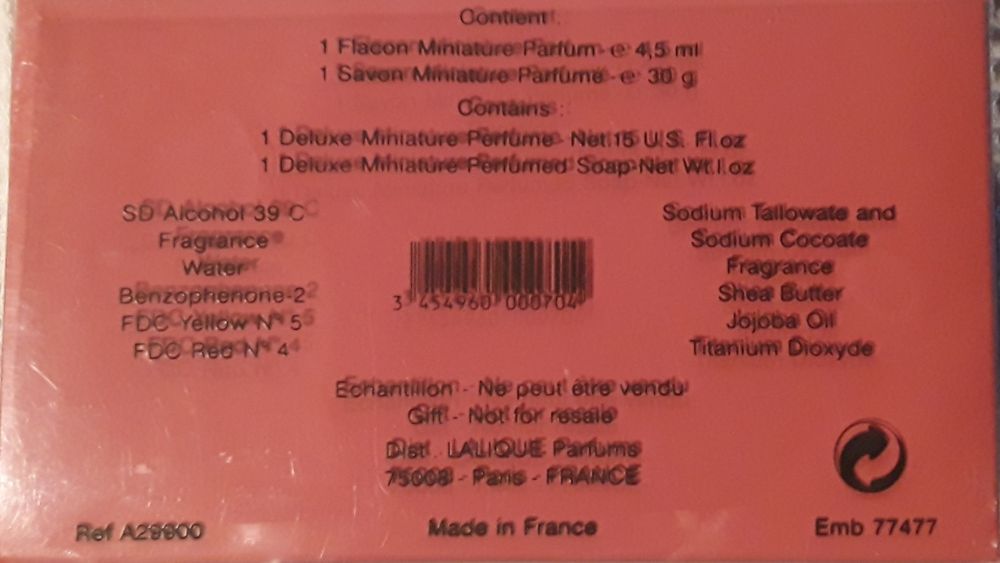 Contient :
1 Flacon Miniature Parfum - e 4,5 ml
1 Savon Miniature Parfumé - e 30 g
Contains :
1 Deluxe Miniature Perfume - Net.15 U.S. Fl.oz
1 Deluxe Miniature Perfumed Soap Net Wt.1.oz
SD Alcohol 39 C
Fragrance
Water
Benzophenone-2
FDC Yellow N° 5
FDC Red N° 4
3 454960 000704
Sodium Tallowate and
Sodium Cocoate
Fragrance
Shea Butter
Jojoba Oil
Titanium Dioxyde
Echantillon - Ne peut être vendu
Gift - Not for resale
Dist. LALIQUE Parfums
75008 - Paris - FRANCE
Ref Made in France
Emb 77477